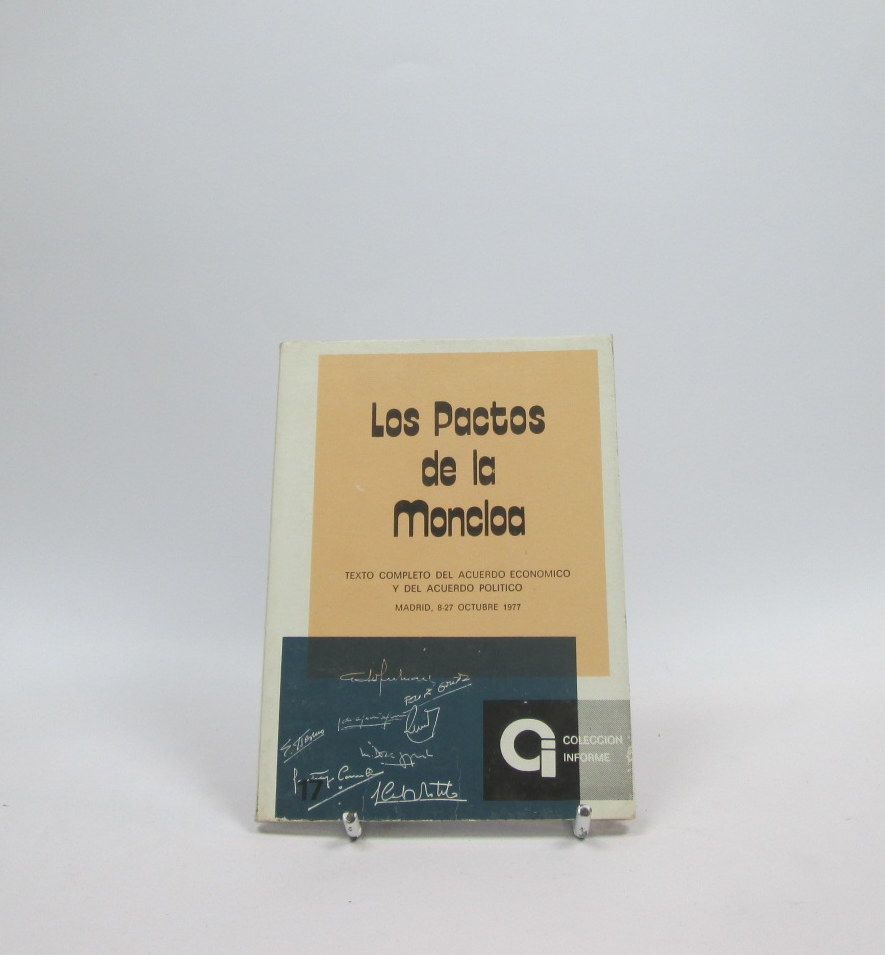 Los Pactos
de la
Moncloa
TEXTO COMPLETO DEL ACUERDO ECONOMICO
Y DEL ACUERDO POLITICO
MADRID, 8-27 OCTUBRE 1977
17
COLECCION
INFORME